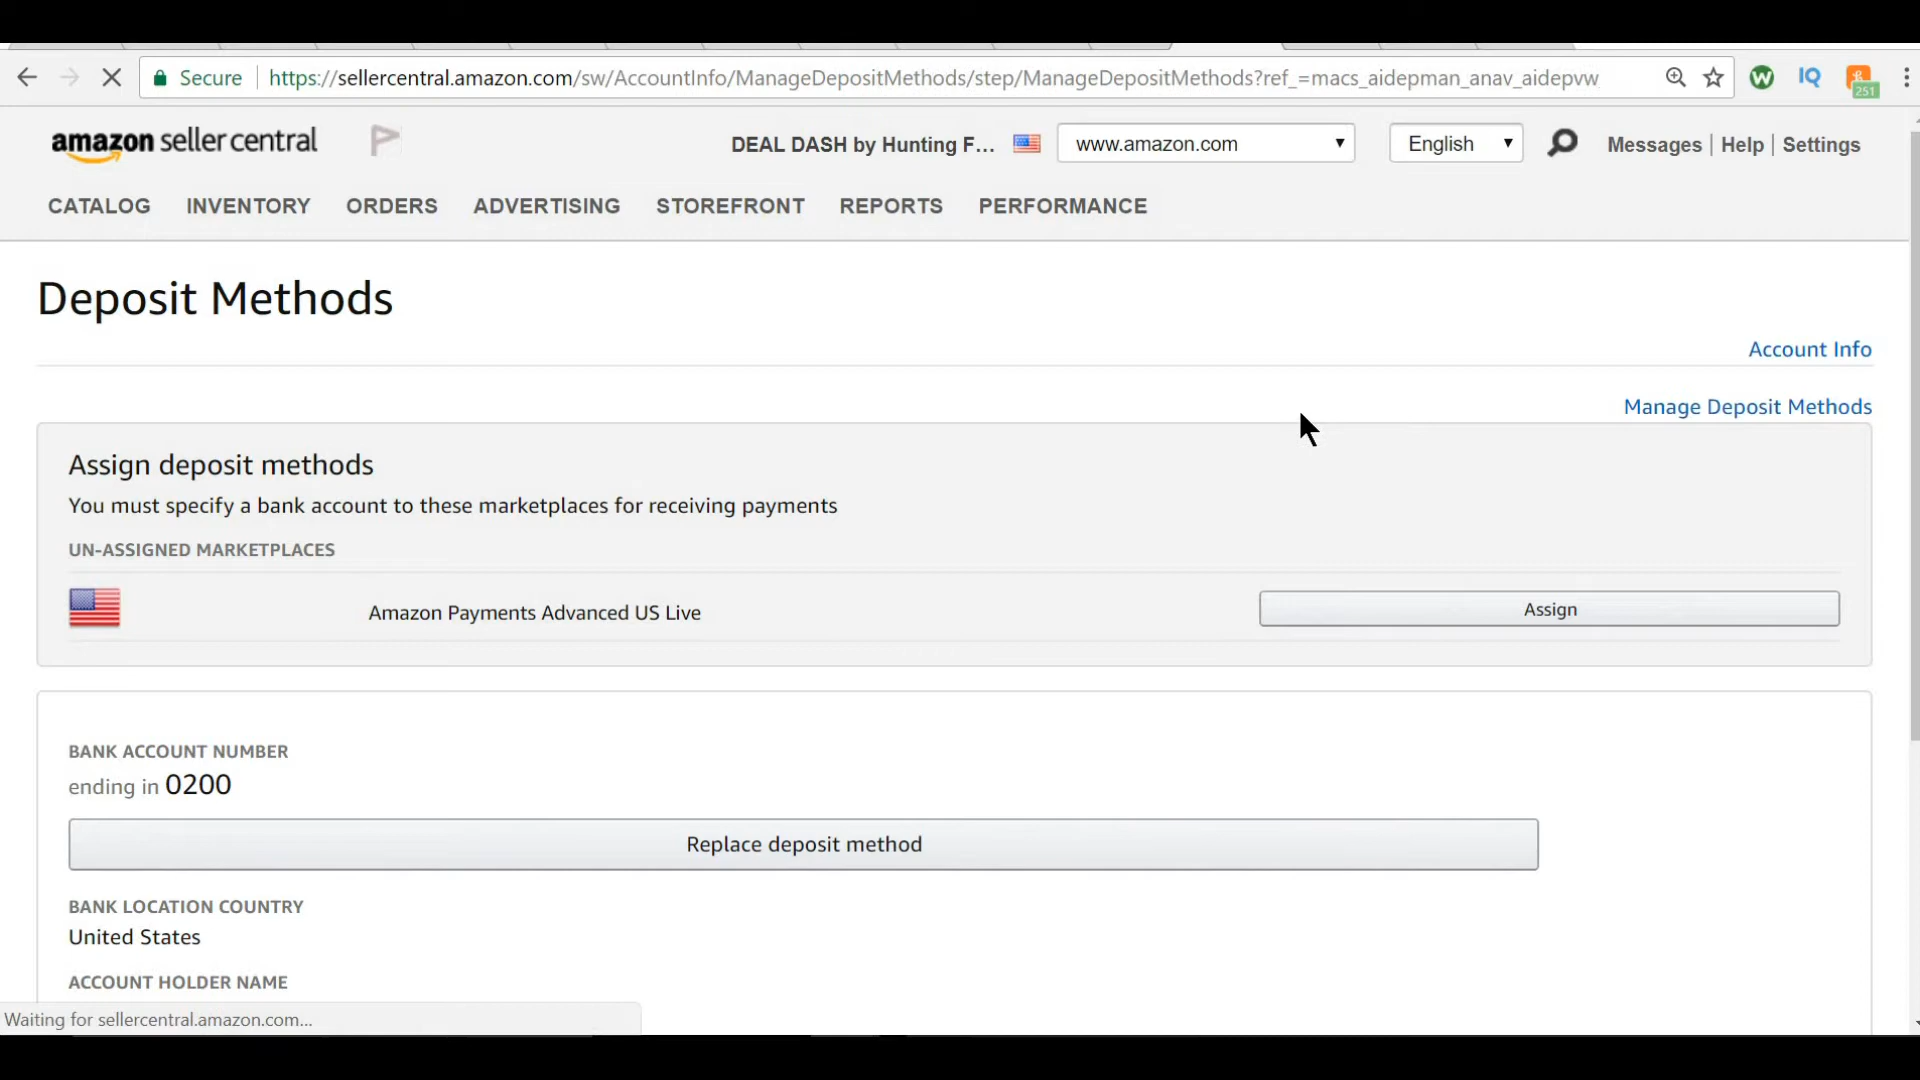 Secure https://sellercentral.amazon.com/sw/AccountInfo/ManageDepositMethods/step/ManageDepositMethods?ref_=macs_aidepman_anav_aidepvw W IQ 251
amazon seller central DEAL DASH by Hunting F... www.amazon.com English Messages | Help | Settings
CATALOG INVENTORY ORDERS ADVERTISING STOREFRONT REPORTS PERFORMANCE
Deposit Methods
Account Info
Manage Deposit Methods
Assign deposit methods
You must specify a bank account to these marketplaces for receiving payments
UN-ASSIGNED MARKETPLACES
Amazon Payments Advanced US Live Assign
BANK ACCOUNT NUMBER
ending in 0200
Replace deposit method
BANK LOCATION COUNTRY
United States
ACCOUNT HOLDER NAME
Waiting for sellercentral.amazon.com...